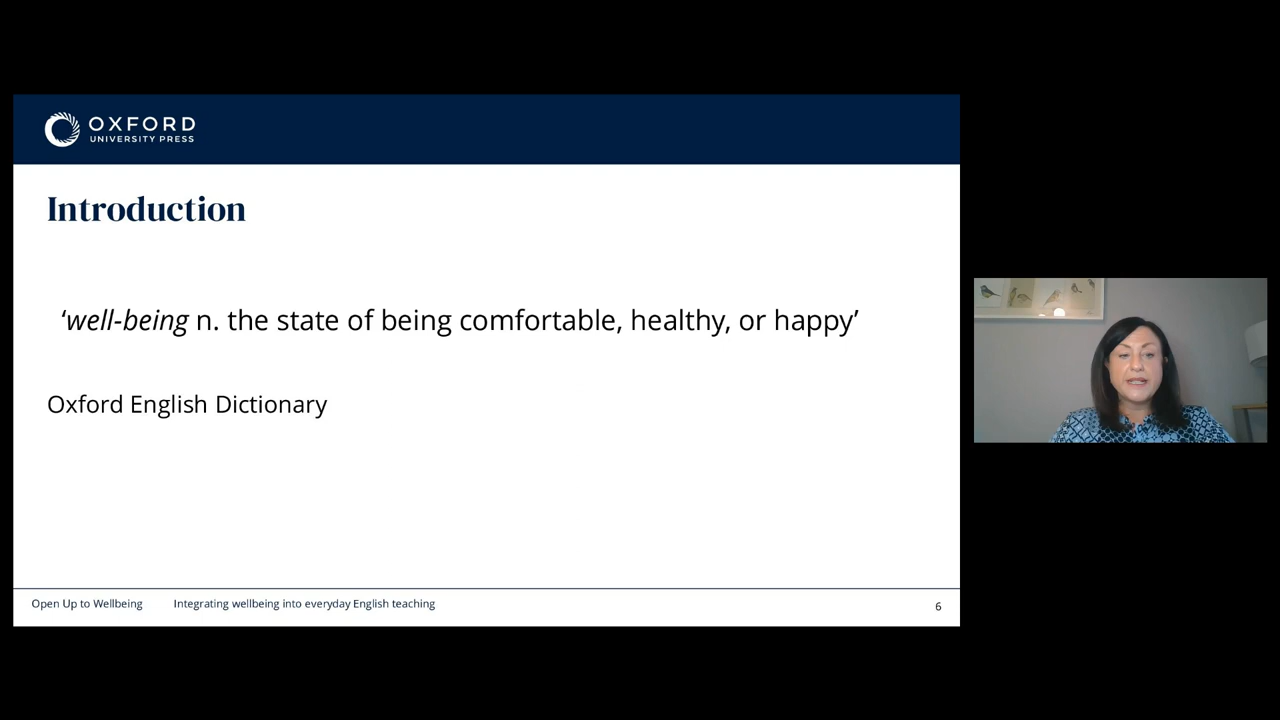 OXFORD
UNIVERSITY PRESS
Introduction
‘well-being n. the state of being comfortable, healthy, or happy’
Oxford English Dictionary
Open Up to Wellbeing Integrating wellbeing into everyday English teaching 6